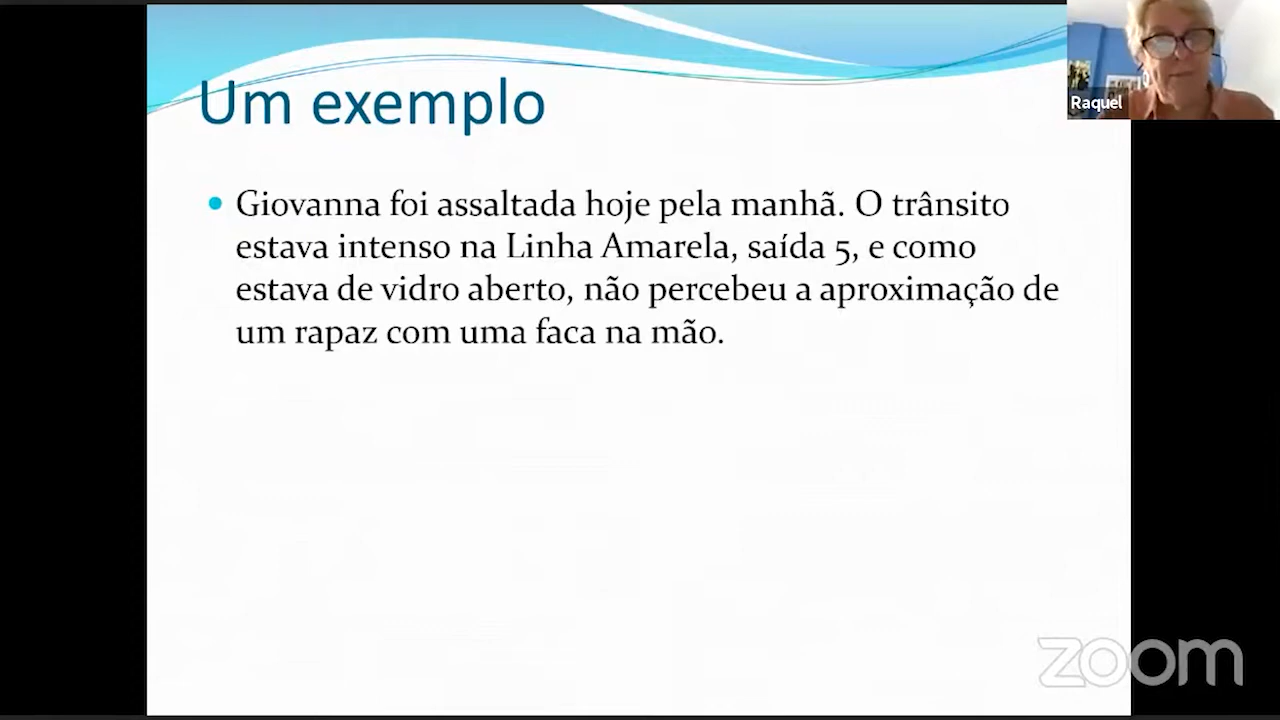 Um exemplo
Raquel
• Giovanna foi assaltada hoje pela manhã. O trânsito
estava intenso na Linha Amarela, saída 5, e como
estava de vidro aberto, não percebeu a aproximação de
um rapaz com uma faca na mão.
zoom